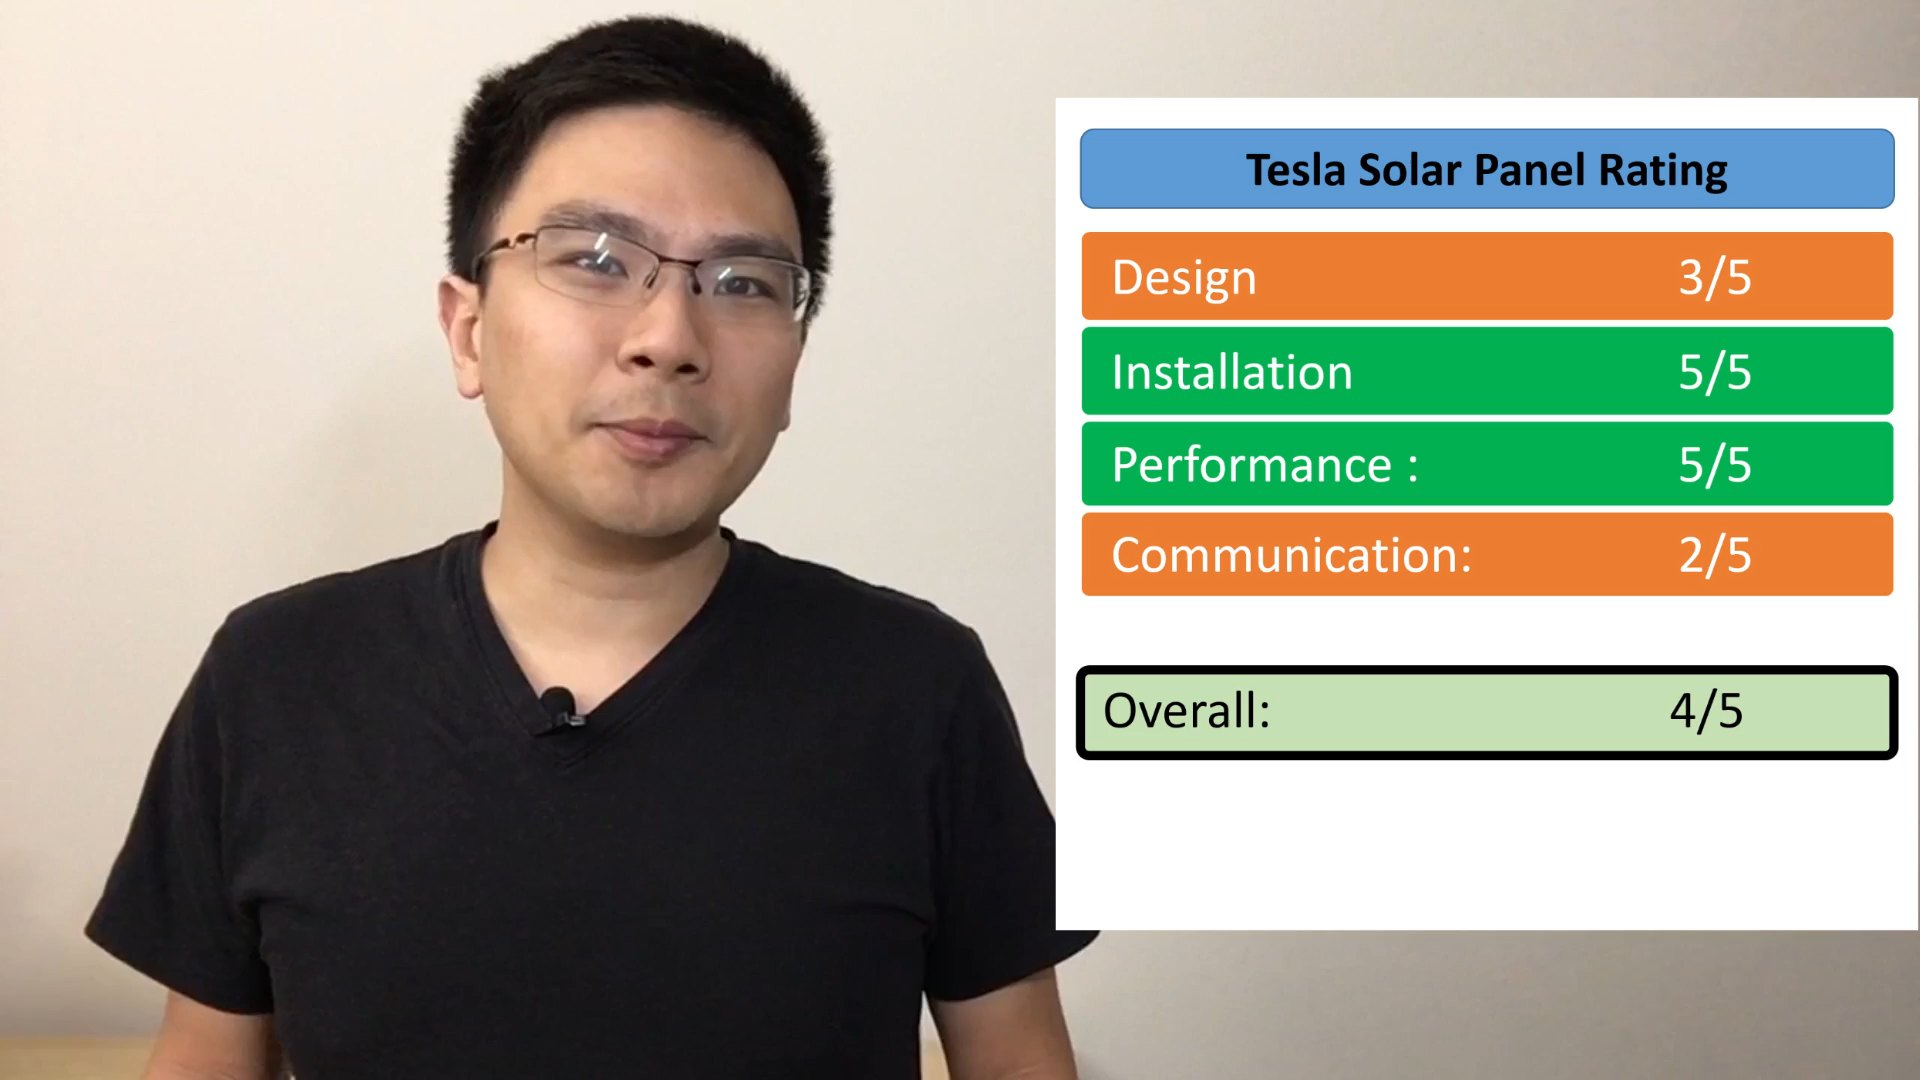 Tesla Solar Panel Rating
Design 3/5
Installation 5/5
Performance : 5/5
Communication: 2/5
Overall: 4/5